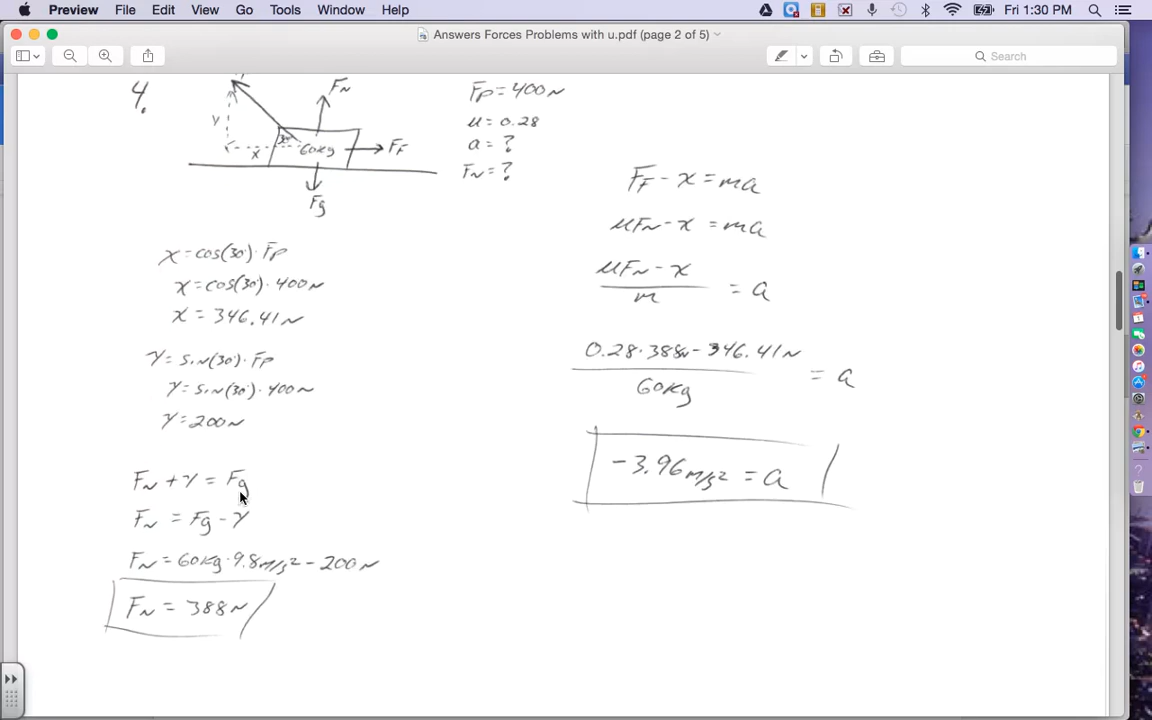 Preview File Edit View Go Tools Window Help Fri 1:30 PM
Answers Forces Problems with u.pdf (page 2 of 5)
Search
4.
FN
y
30°
x
60kg
FF
Fg
Fp = 400N
μ = 0.28
a = ?
FN = ?
x = cos(30°) · Fp
x = cos(30°) · 400N
x = 346.41N
y = sin(30°) · Fp
y = sin(30°) · 400N
y = 200N
FN + y = Fg
FN = Fg - y
FN = 60kg · 9.8m/s² - 200N
FN = 388N
FF - x = ma
μFN - x = ma
μFN - x
m
= a
0.28 · 388N - 346.41N
60kg
= a
-3.96m/s² = a